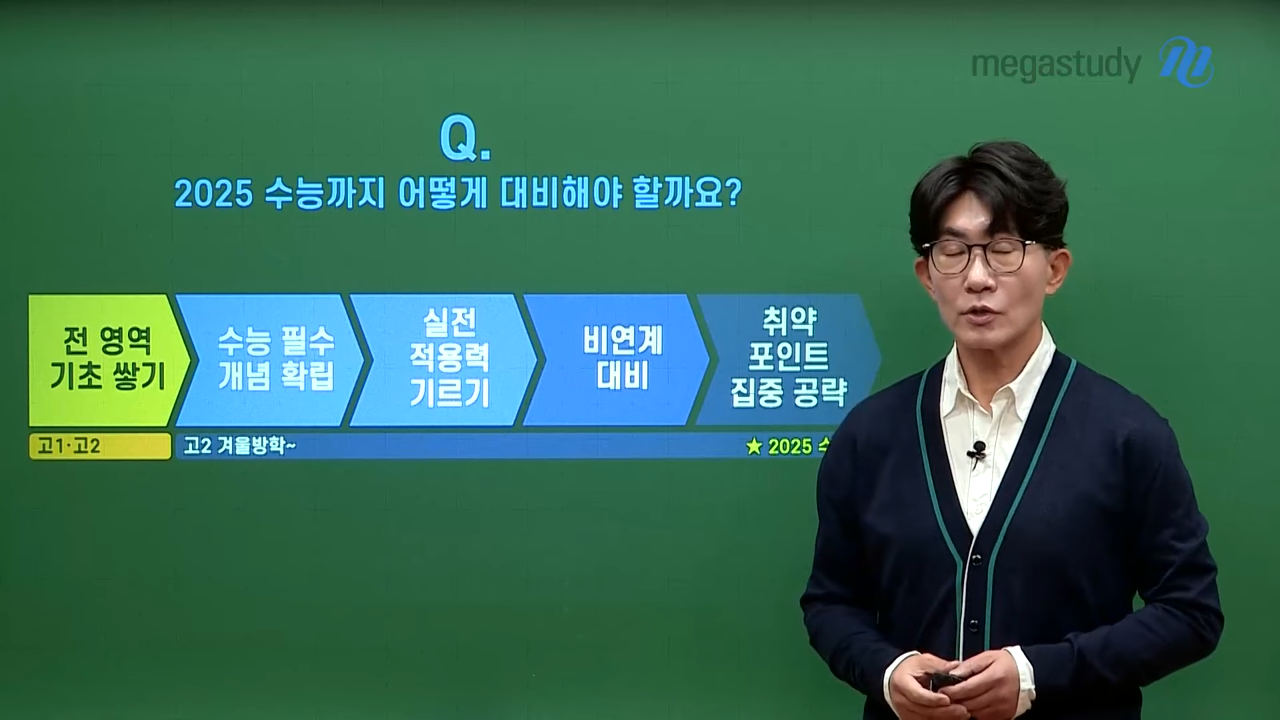 megastudy
Q.
2025 수능까지 어떻게 대비해야 할까요?
전 영역
기초 쌓기
수능 필수
개념 확립
실전
적용력
기르기
비연계
대비
취약
포인트
집중 공략
고1·고2
고2 겨울방학~
★ 2025